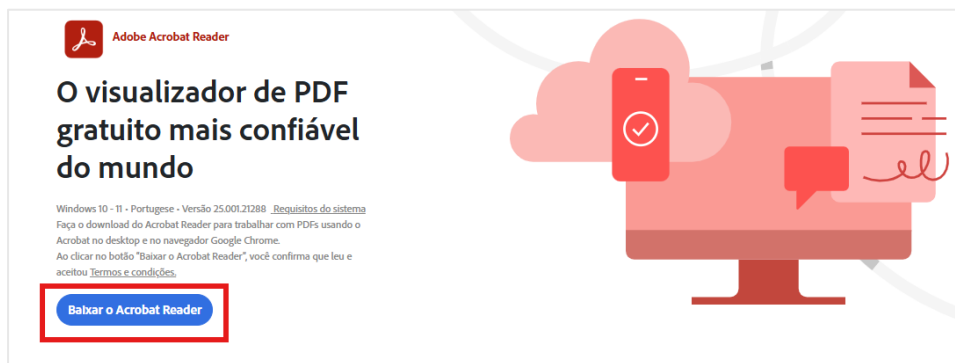 Adobe Acrobat Reader
O visualizador de PDF
gratuito mais confiável
do mundo
Windows 10 - 11 • Portugese • Versão 25.001.21288 Requisitos do sistema
Faça o download do Acrobat Reader para trabalhar com PDFs usando o
Acrobat no desktop e no navegador Google Chrome.
Ao clicar no botão "Baixar o Acrobat Reader", você confirma que leu e
aceitou Termos e condições.
Baixar o Acrobat Reader